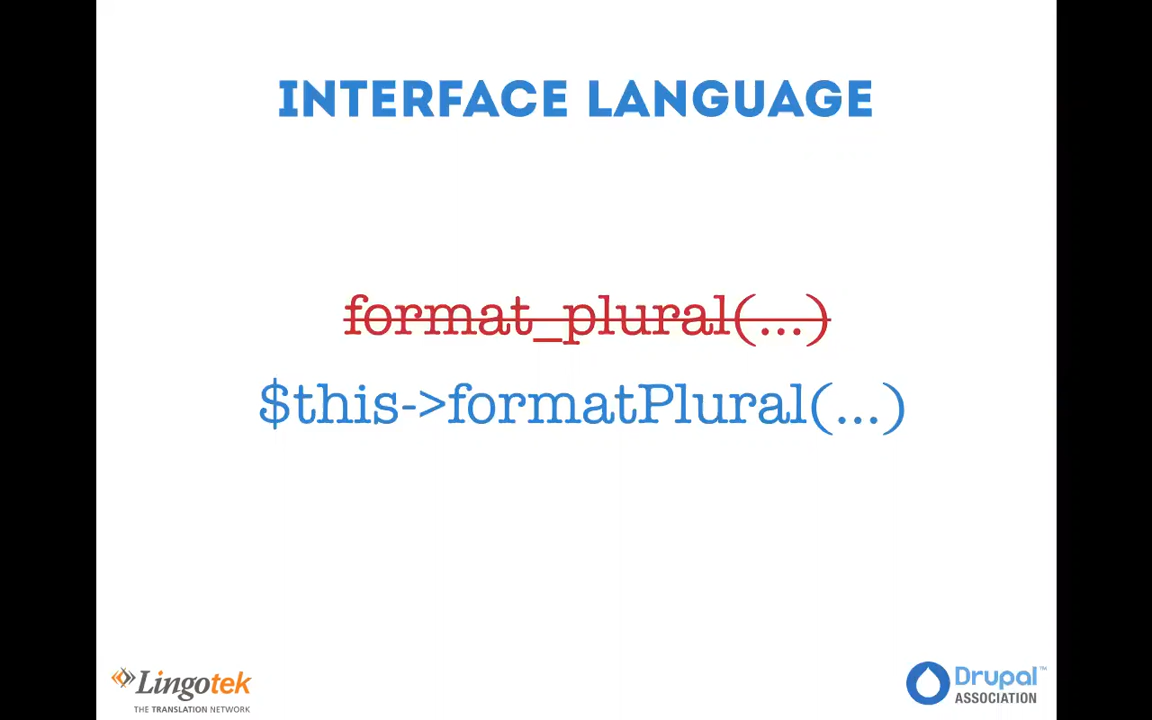 INTERFACE LANGUAGE
format_plural(...)
$this->formatPlural(...)
Lingotek
THE TRANSLATION NETWORK
Drupal™
ASSOCIATION